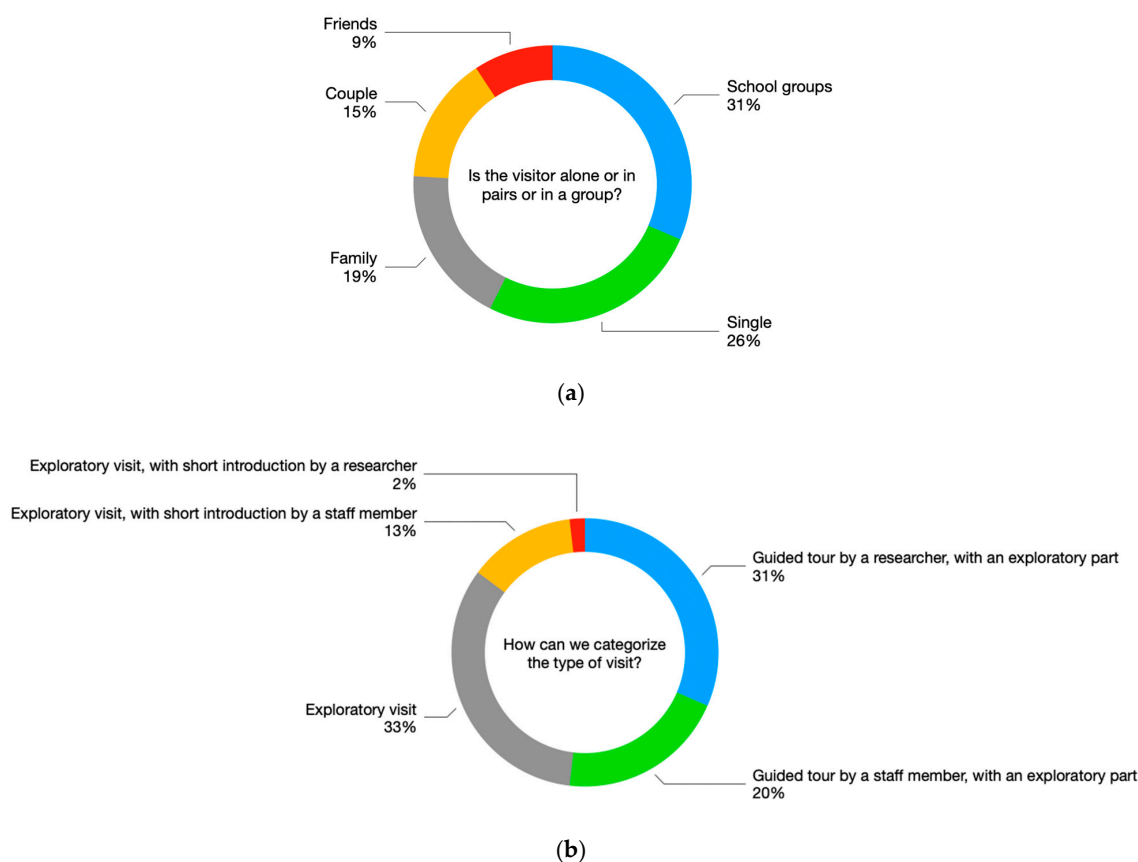 Friends
9%
School groups
31%
Couple
15%
Is the visitor alone or in
pairs or in a group?
Family
19%
Single
26%
(a)
Exploratory visit, with short introduction by a researcher
2%
Exploratory visit, with short introduction by a staff member
13%
Guided tour by a researcher, with an exploratory part
31%
How can we categorize
the type of visit?
Exploratory visit
33%
Guided tour by a staff member, with an exploratory part
20%
(b)